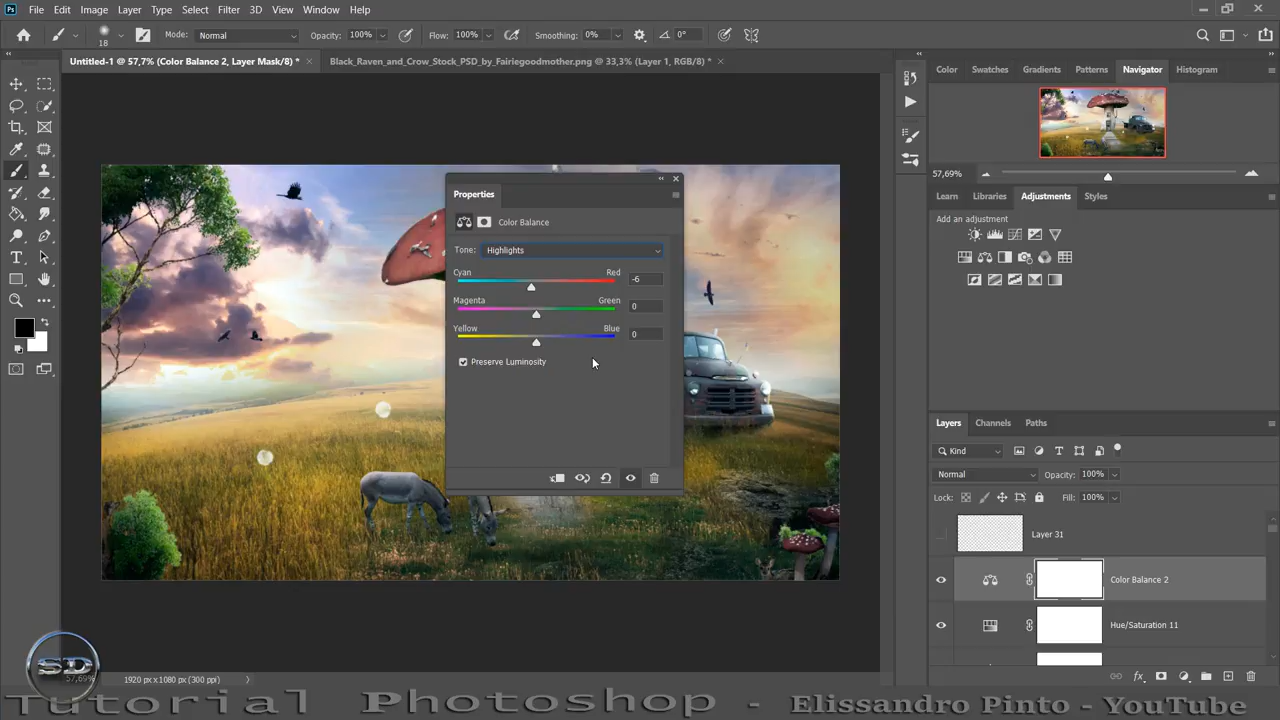 Ps File Edit Image Layer Type Select Filter 3D View Window Help
18 Mode: Normal Opacity: 100% Flow: 100% Smoothing: 0% 0°
Untitled-1 @ 57,7% (Color Balance 2, Layer Mask/8) * Black_Raven_and_Crow_Stock_PSD_by_Fairiegoodmother.png @ 33,3% (Layer 1, RGB/8) *
Color Swatches Gradients Patterns Navigator Histogram
57,69%
Learn Libraries Adjustments Styles
Add an adjustment
Properties
Color Balance
Tone: Highlights
Cyan Red -6
Magenta Green 0
Yellow Blue 0
Preserve Luminosity
Layers Channels Paths
Kind
Normal Opacity: 100%
Lock: Fill: 100%
Layer 31
Color Balance 2
Hue/Saturation 11
SD
57,69% 1920 px x 1080 px (300 ppi)
Tutorial Photoshop - Elissandro Pinto - YouTube